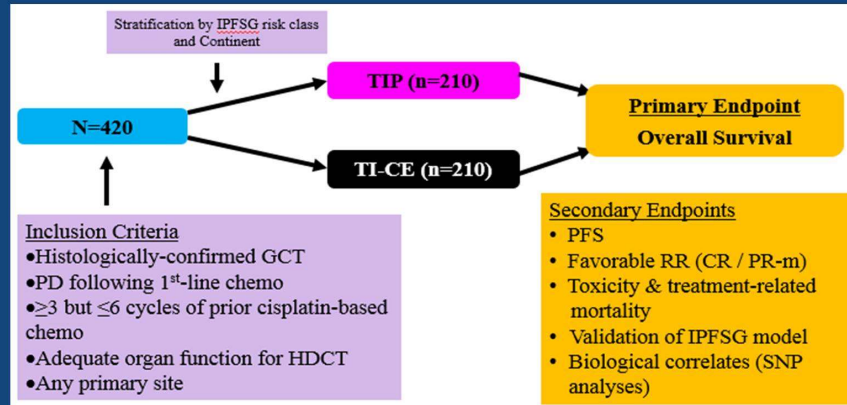 Stratification by IPFSG risk class
and Continent
TIP (n=210)
N=420
Primary Endpoint
Overall Survival
TI-CE (n=210)
Inclusion Criteria
•Histologically-confirmed GCT
•PD following 1st-line chemo
•≥3 but ≤6 cycles of prior cisplatin-based
chemo
•Adequate organ function for HDCT
•Any primary site
Secondary Endpoints
• PFS
• Favorable RR (CR / PR-m)
• Toxicity & treatment-related
mortality
• Validation of IPFSG model
• Biological correlates (SNP
analyses)